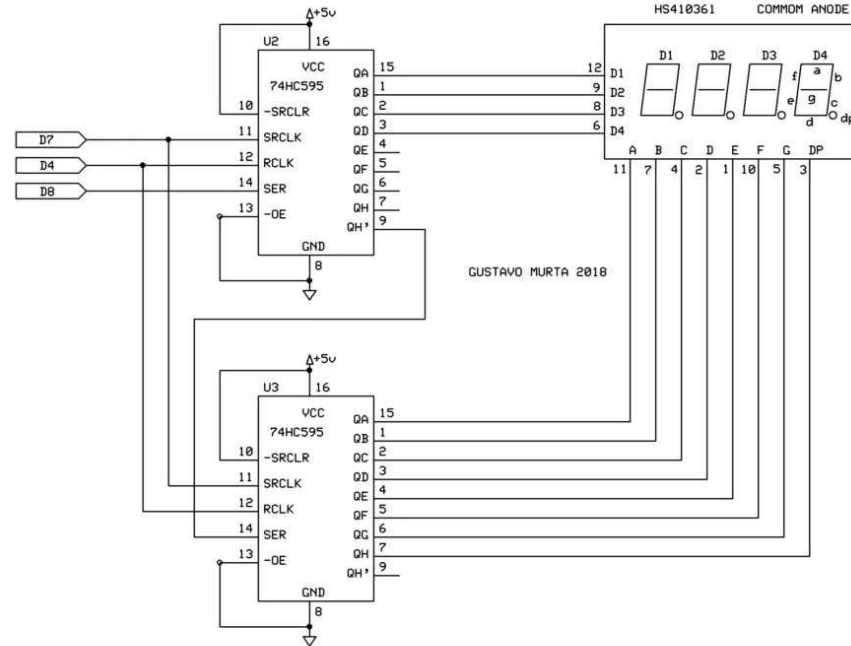 HS410361 COMMOM ANODE
+5v
U2
16
VCC
74HC595
10 -SRCLR
11 SRCLK
12 RCLK
14 SER
13 -OE
GND
8
QA 15
QB 1
QC 2
QD 3
QE 4
QF 5
QG 6
QH 7
QH' 9
D7
D4
D8
12 D1
9 D2
8 D3
6 D4
D1 D2 D3 D4
a
f b
g
e c
d dp
A B C D E F G DP
11 7 4 2 1 10 5 3
GUSTAVO MURTA 2018
+5v
U3
16
VCC
74HC595
10 -SRCLR
11 SRCLK
12 RCLK
14 SER
13 -OE
GND
8
QA 15
QB 1
QC 2
QD 3
QE 4
QF 5
QG 6
QH 7
QH' 9